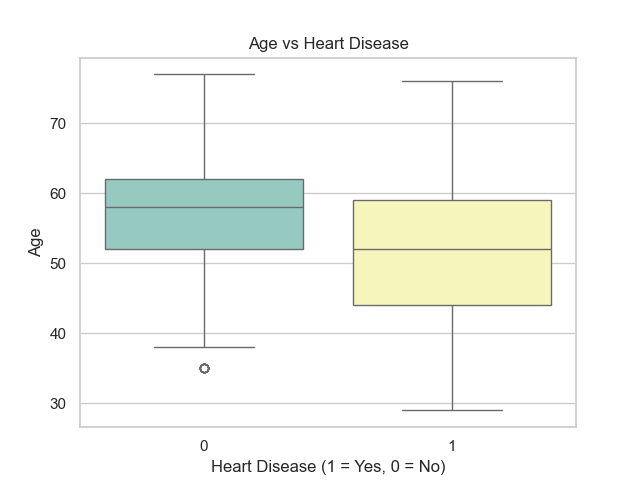 Age vs Heart Disease
Age
70
60
50
40
30
0 1
Heart Disease (1 = Yes, 0 = No)